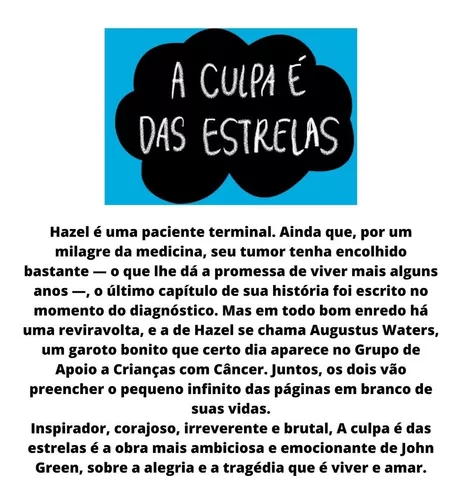 A CULPA É
DAS ESTRELAS
Hazel é uma paciente terminal. Ainda que, por um
milagre da medicina, seu tumor tenha encolhido
bastante — o que lhe dá a promessa de viver mais alguns
anos —, o último capítulo de sua história foi escrito no
momento do diagnóstico. Mas em todo bom enredo há
uma reviravolta, e a de Hazel se chama Augustus Waters,
um garoto bonito que certo dia aparece no Grupo de
Apoio a Crianças com Câncer. Juntos, os dois vão
preencher o pequeno infinito das páginas em branco de
suas vidas.
Inspirador, corajoso, irreverente e brutal, A culpa é das
estrelas é a obra mais ambiciosa e emocionante de John
Green, sobre a alegria e a tragédia que é viver e amar.